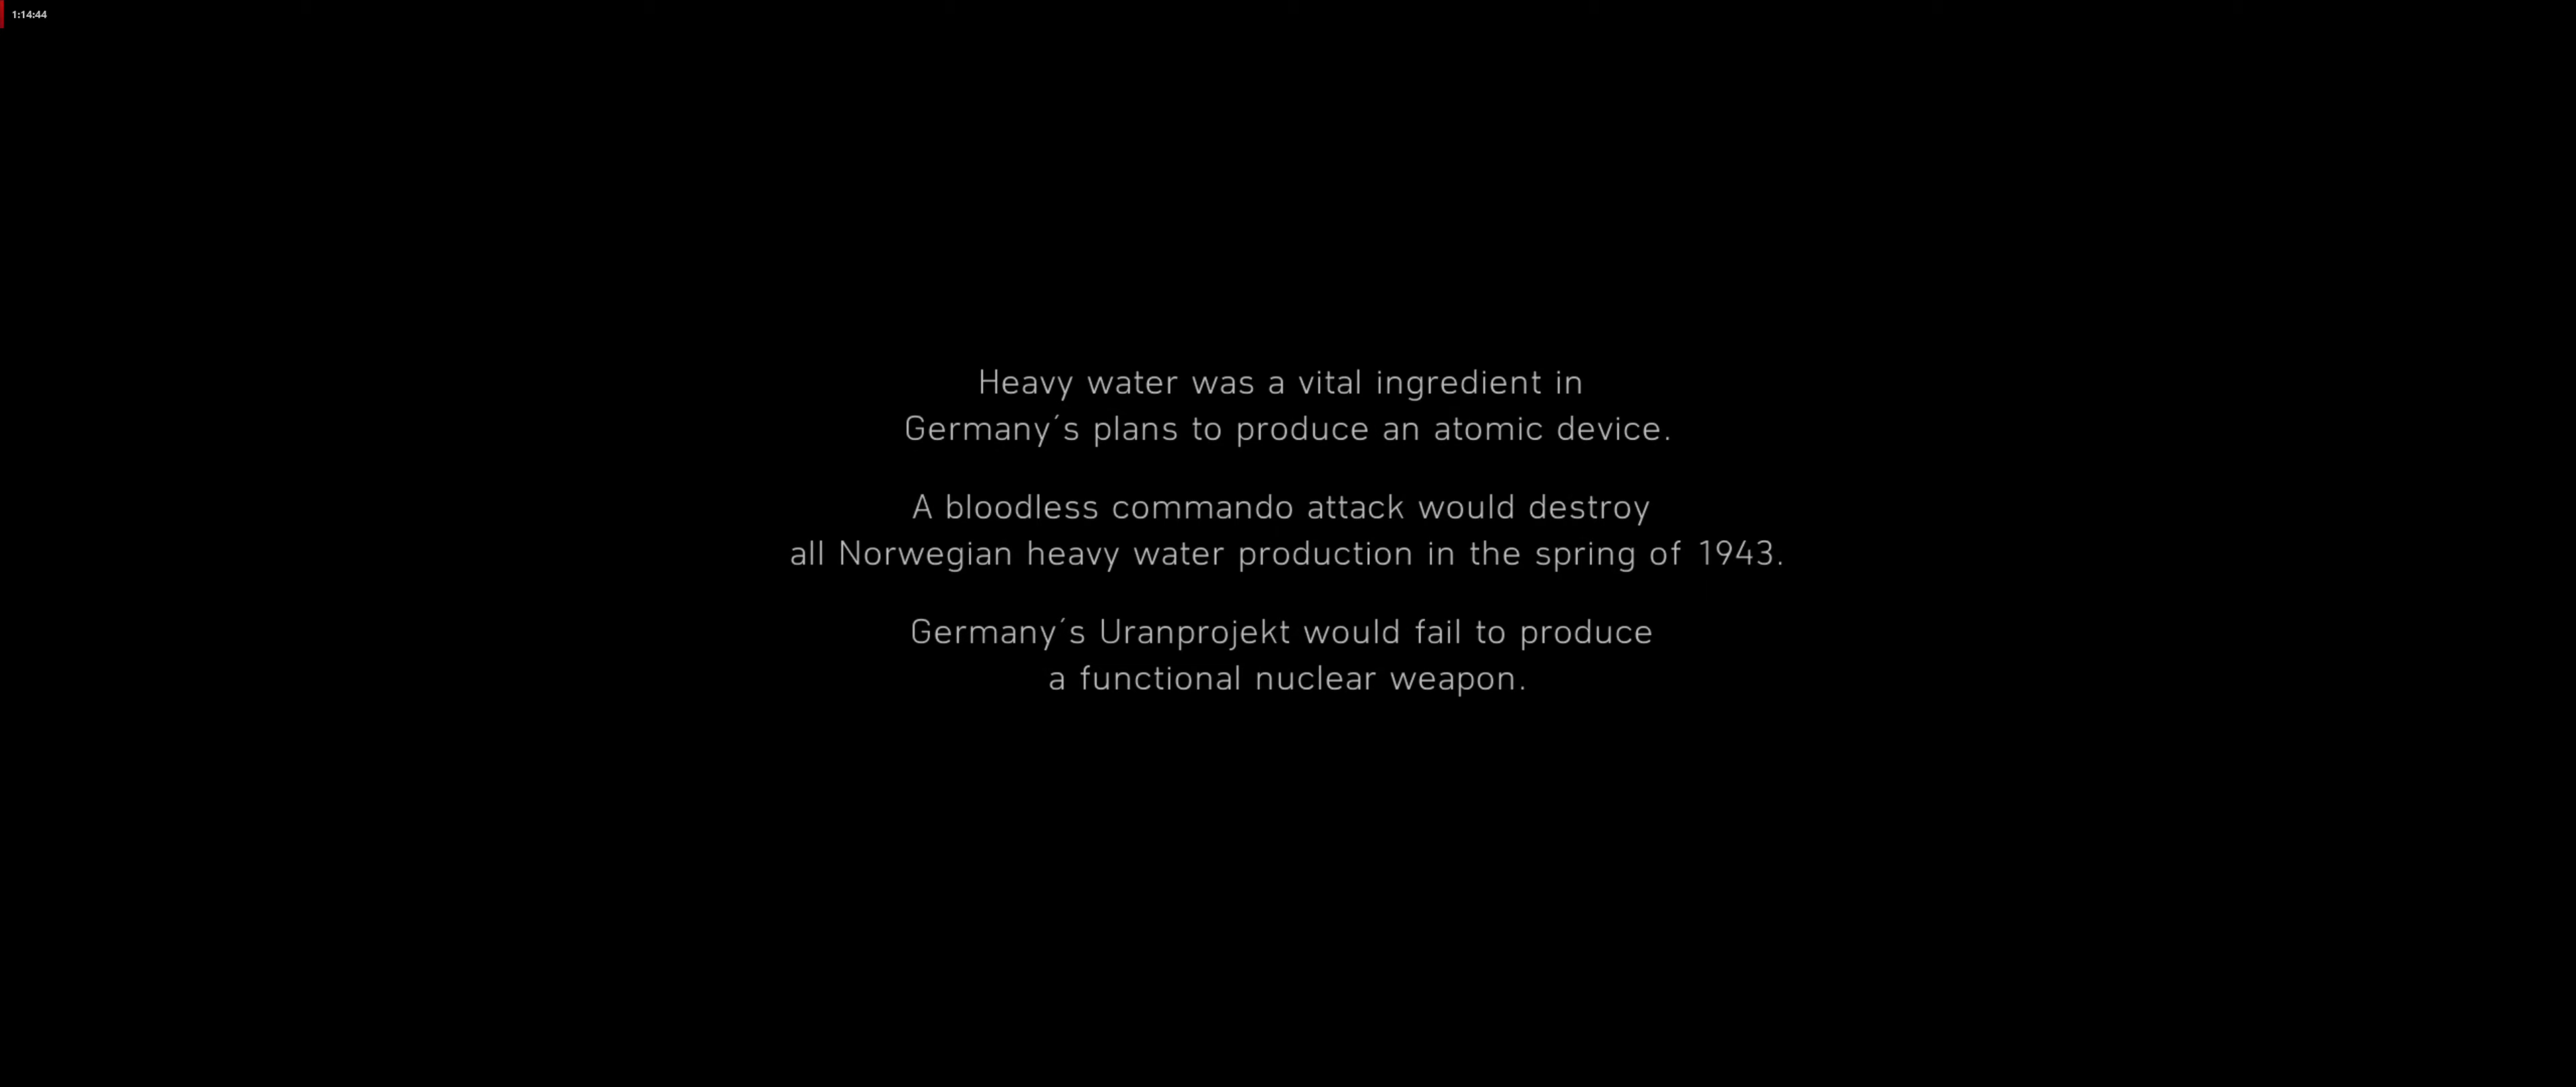 1:14:44
Heavy water was a vital ingredient in
Germany´s plans to produce an atomic device.
A bloodless commando attack would destroy
all Norwegian heavy water production in the spring of 1943.
Germany´s Uranprojekt would fail to produce
a functional nuclear weapon.